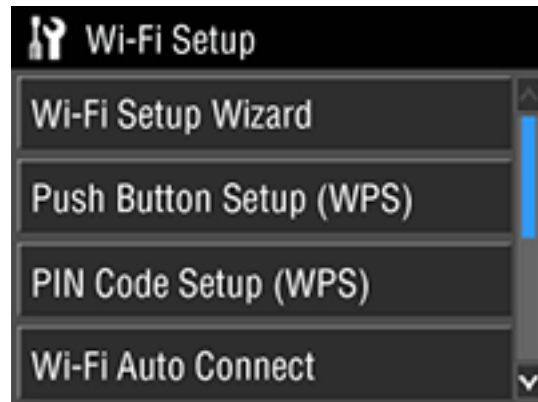 Wi-Fi Setup
Wi-Fi Setup Wizard
Push Button Setup (WPS)
PIN Code Setup (WPS)
Wi-Fi Auto Connect